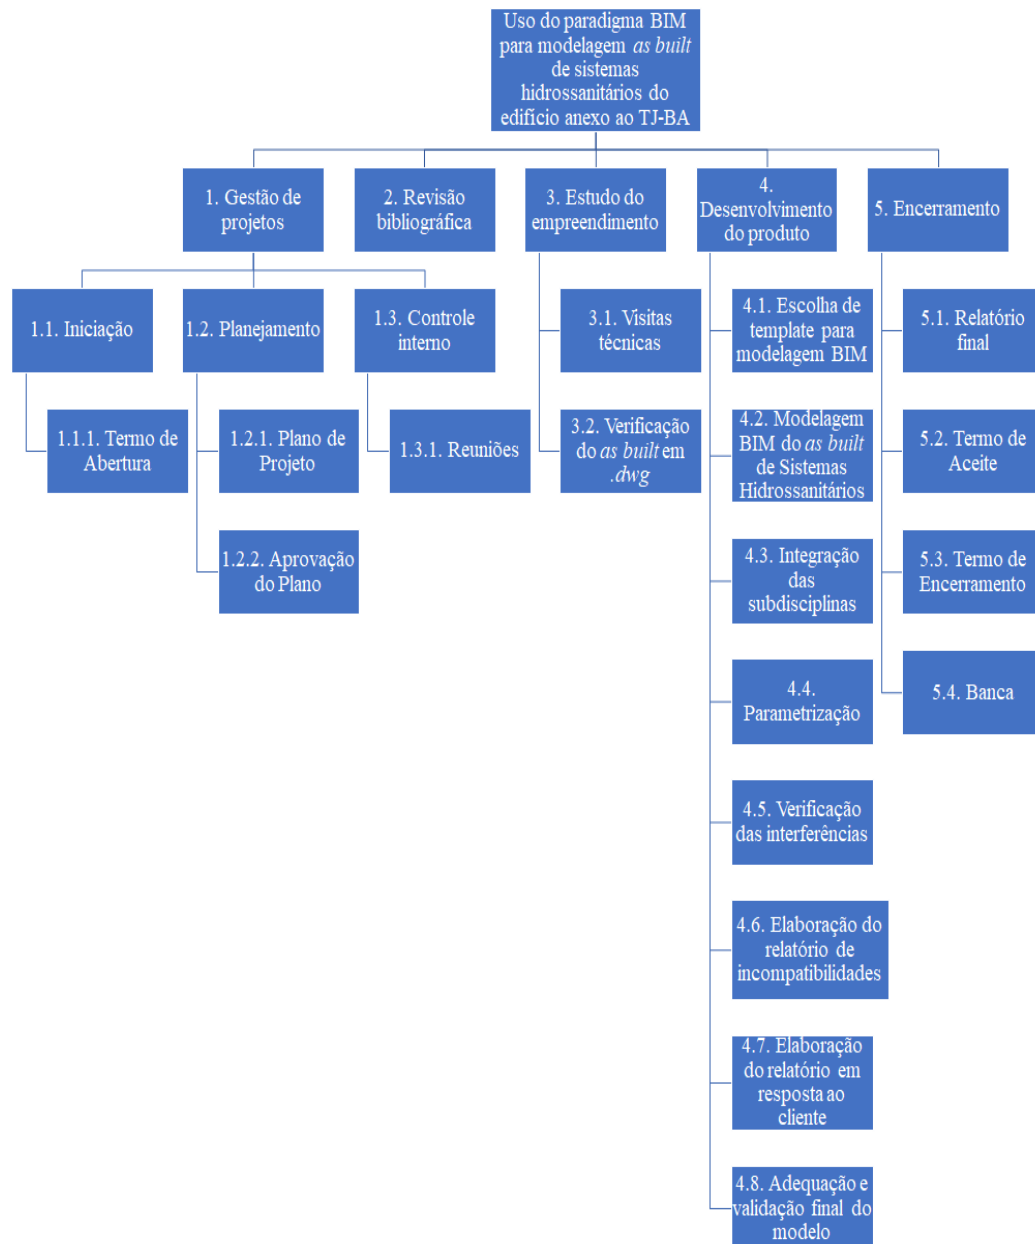 Uso do paradigma BIM
para modelagem as built
de sistemas
hidrossanitários do
edifício anexo ao TJ-BA
1. Gestão de
projetos
2. Revisão
bibliográfica
3. Estudo do
empreendimento
4.
Desenvolvimento
do produto
5. Encerramento
1.1. Iniciação
1.2. Planejamento
1.3. Controle
interno
3.1. Visitas
técnicas
4.1. Escolha de
template para
modelagem BIM
5.1. Relatório
final
1.1.1. Termo de
Abertura
1.2.1. Plano de
Projeto
1.3.1. Reuniões
3.2. Verificação
do as built em
.dwg
4.2. Modelagem
BIM do as built
de Sistemas
Hidrossanitários
5.2. Termo de
Aceite
1.2.2. Aprovação
do Plano
4.3. Integração
das
subdisciplinas
5.3. Termo de
Encerramento
4.4.
Parametrização
5.4. Banca
4.5. Verificação
das interferências
4.6. Elaboração do
relatório de
incompatibilidades
4.7. Elaboração
do relatório em
resposta ao
cliente
4.8. Adequação e
validação final do
modelo